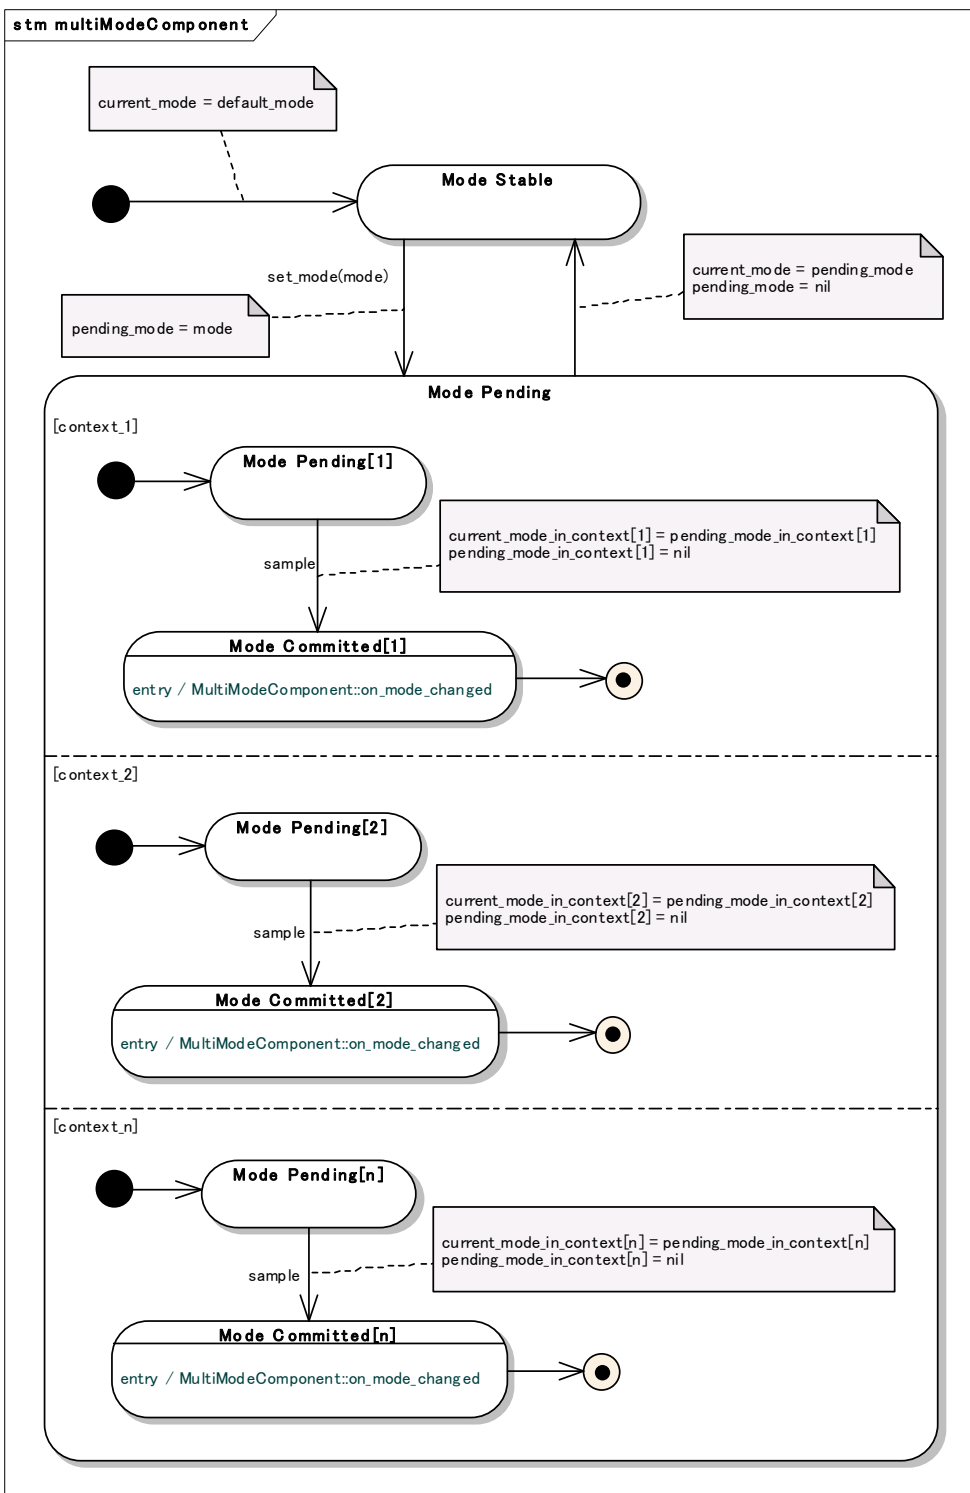 stm multiModeComponent
current_mode = default_mode
Mode Stable
set_mode(mode)
current_mode = pending_mode
pending_mode = nil
pending_mode = mode
Mode Pending
[context_1]
Mode Pending[1]
current_mode_in_context[1] = pending_mode_in_context[1]
pending_mode_in_context[1] = nil
sample
Mode Committed[1]
entry / MultiModeComponent::on_mode_changed
[context_2]
Mode Pending[2]
current_mode_in_context[2] = pending_mode_in_context[2]
pending_mode_in_context[2] = nil
sample
Mode Committed[2]
entry / MultiModeComponent::on_mode_changed
[context_n]
Mode Pending[n]
current_mode_in_context[n] = pending_mode_in_context[n]
pending_mode_in_context[n] = nil
sample
Mode Committed[n]
entry / MultiModeComponent::on_mode_changed